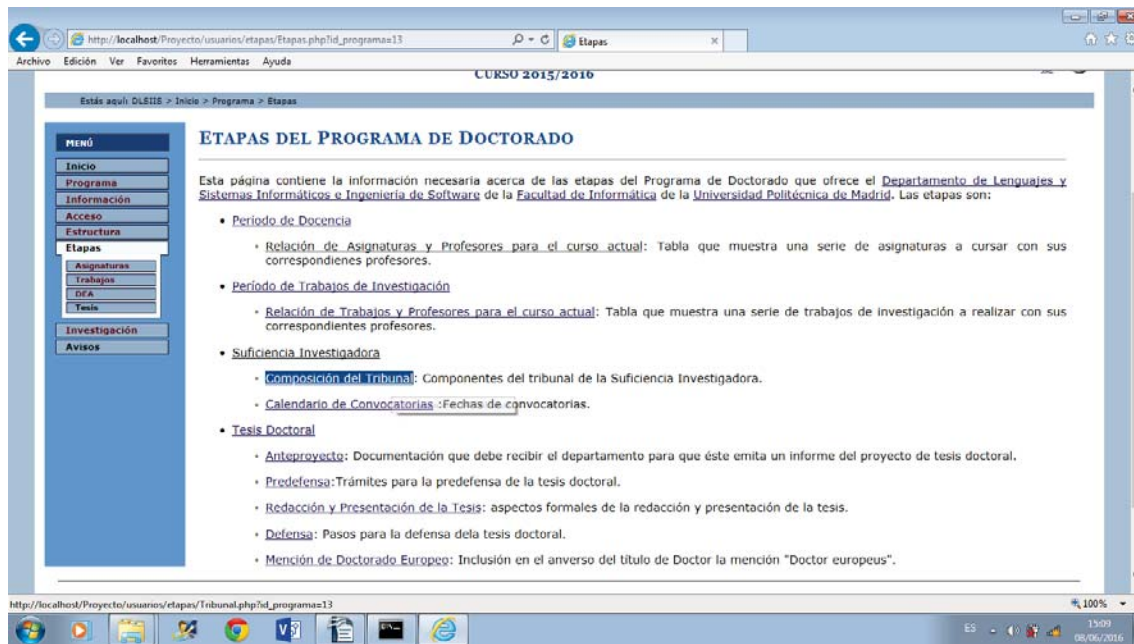 http://localhost/Proyecto/usuarios/etapas/Etapas.php?id_programa=13
Etapas
Archivo Edición Ver Favoritos Herramientas Ayuda
CURSO 2015/2016
Estás aquí: DLSIIS > Inicio > Programa > Etapas
MENÚ
Inicio
Programa
Información
Acceso
Estructura
Etapas
Asignaturas
Trabajos
DEA
Tesis
Investigación
Avisos
ETAPAS DEL PROGRAMA DE DOCTORADO
Esta página contiene la información necesaria acerca de las etapas del Programa de Doctorado que ofrece el Departamento de Lenguajes y
Sistemas Informáticos e Ingeniería de Software de la Facultad de Informática de la Universidad Politécnica de Madrid. Las etapas son:
• Período de Docencia
Relación de Asignaturas y Profesores para el curso actual: Tabla que muestra una serie de asignaturas a cursar con sus
correspondienes profesores.
• Período de Trabajos de Investigación
Relación de Trabajos y Profesores para el curso actual: Tabla que muestra una serie de trabajos de investigación a realizar con sus
correspondientes profesores.
• Suficiencia Investigadora
Composición del Tribunal: Componentes del tribunal de la Suficiencia Investigadora.
Calendario de Convocatorias :Fechas de convocatorias.
• Tesis Doctoral
Anteproyecto: Documentación que debe recibir el departamento para que éste emita un informe del proyecto de tesis doctoral.
Predefensa:Trámites para la predefensa de la tesis doctoral.
Redacción y Presentación de la Tesis: aspectos formales de la redacción y presentación de la tesis.
Defensa: Pasos para la defensa dela tesis doctoral.
Mención de Doctorado Europeo: Inclusión en el anverso del título de Doctor la mención "Doctor europeus".
http://localhost/Proyecto/usuarios/etapas/Tribunal.php?id_programa=13
100%
ES
15:09
08/06/2016